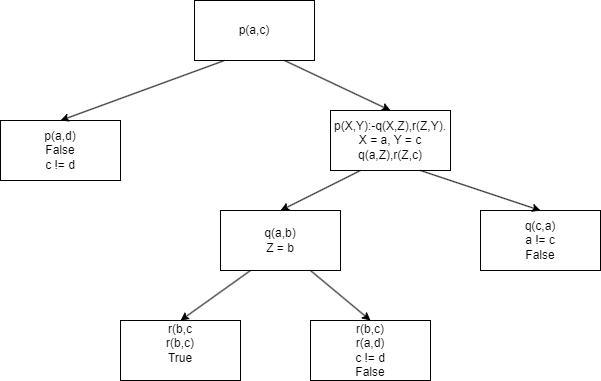 p(a,c)
p(a,d)
False
c != d
p(X,Y):-q(X,Z),r(Z,Y).
X = a, Y = c
q(a,Z),r(Z,c)
q(a,b)
Z = b
q(c,a)
a != c
False
r(b,c
r(b,c)
True
r(b,c)
r(a,d)
c != d
False